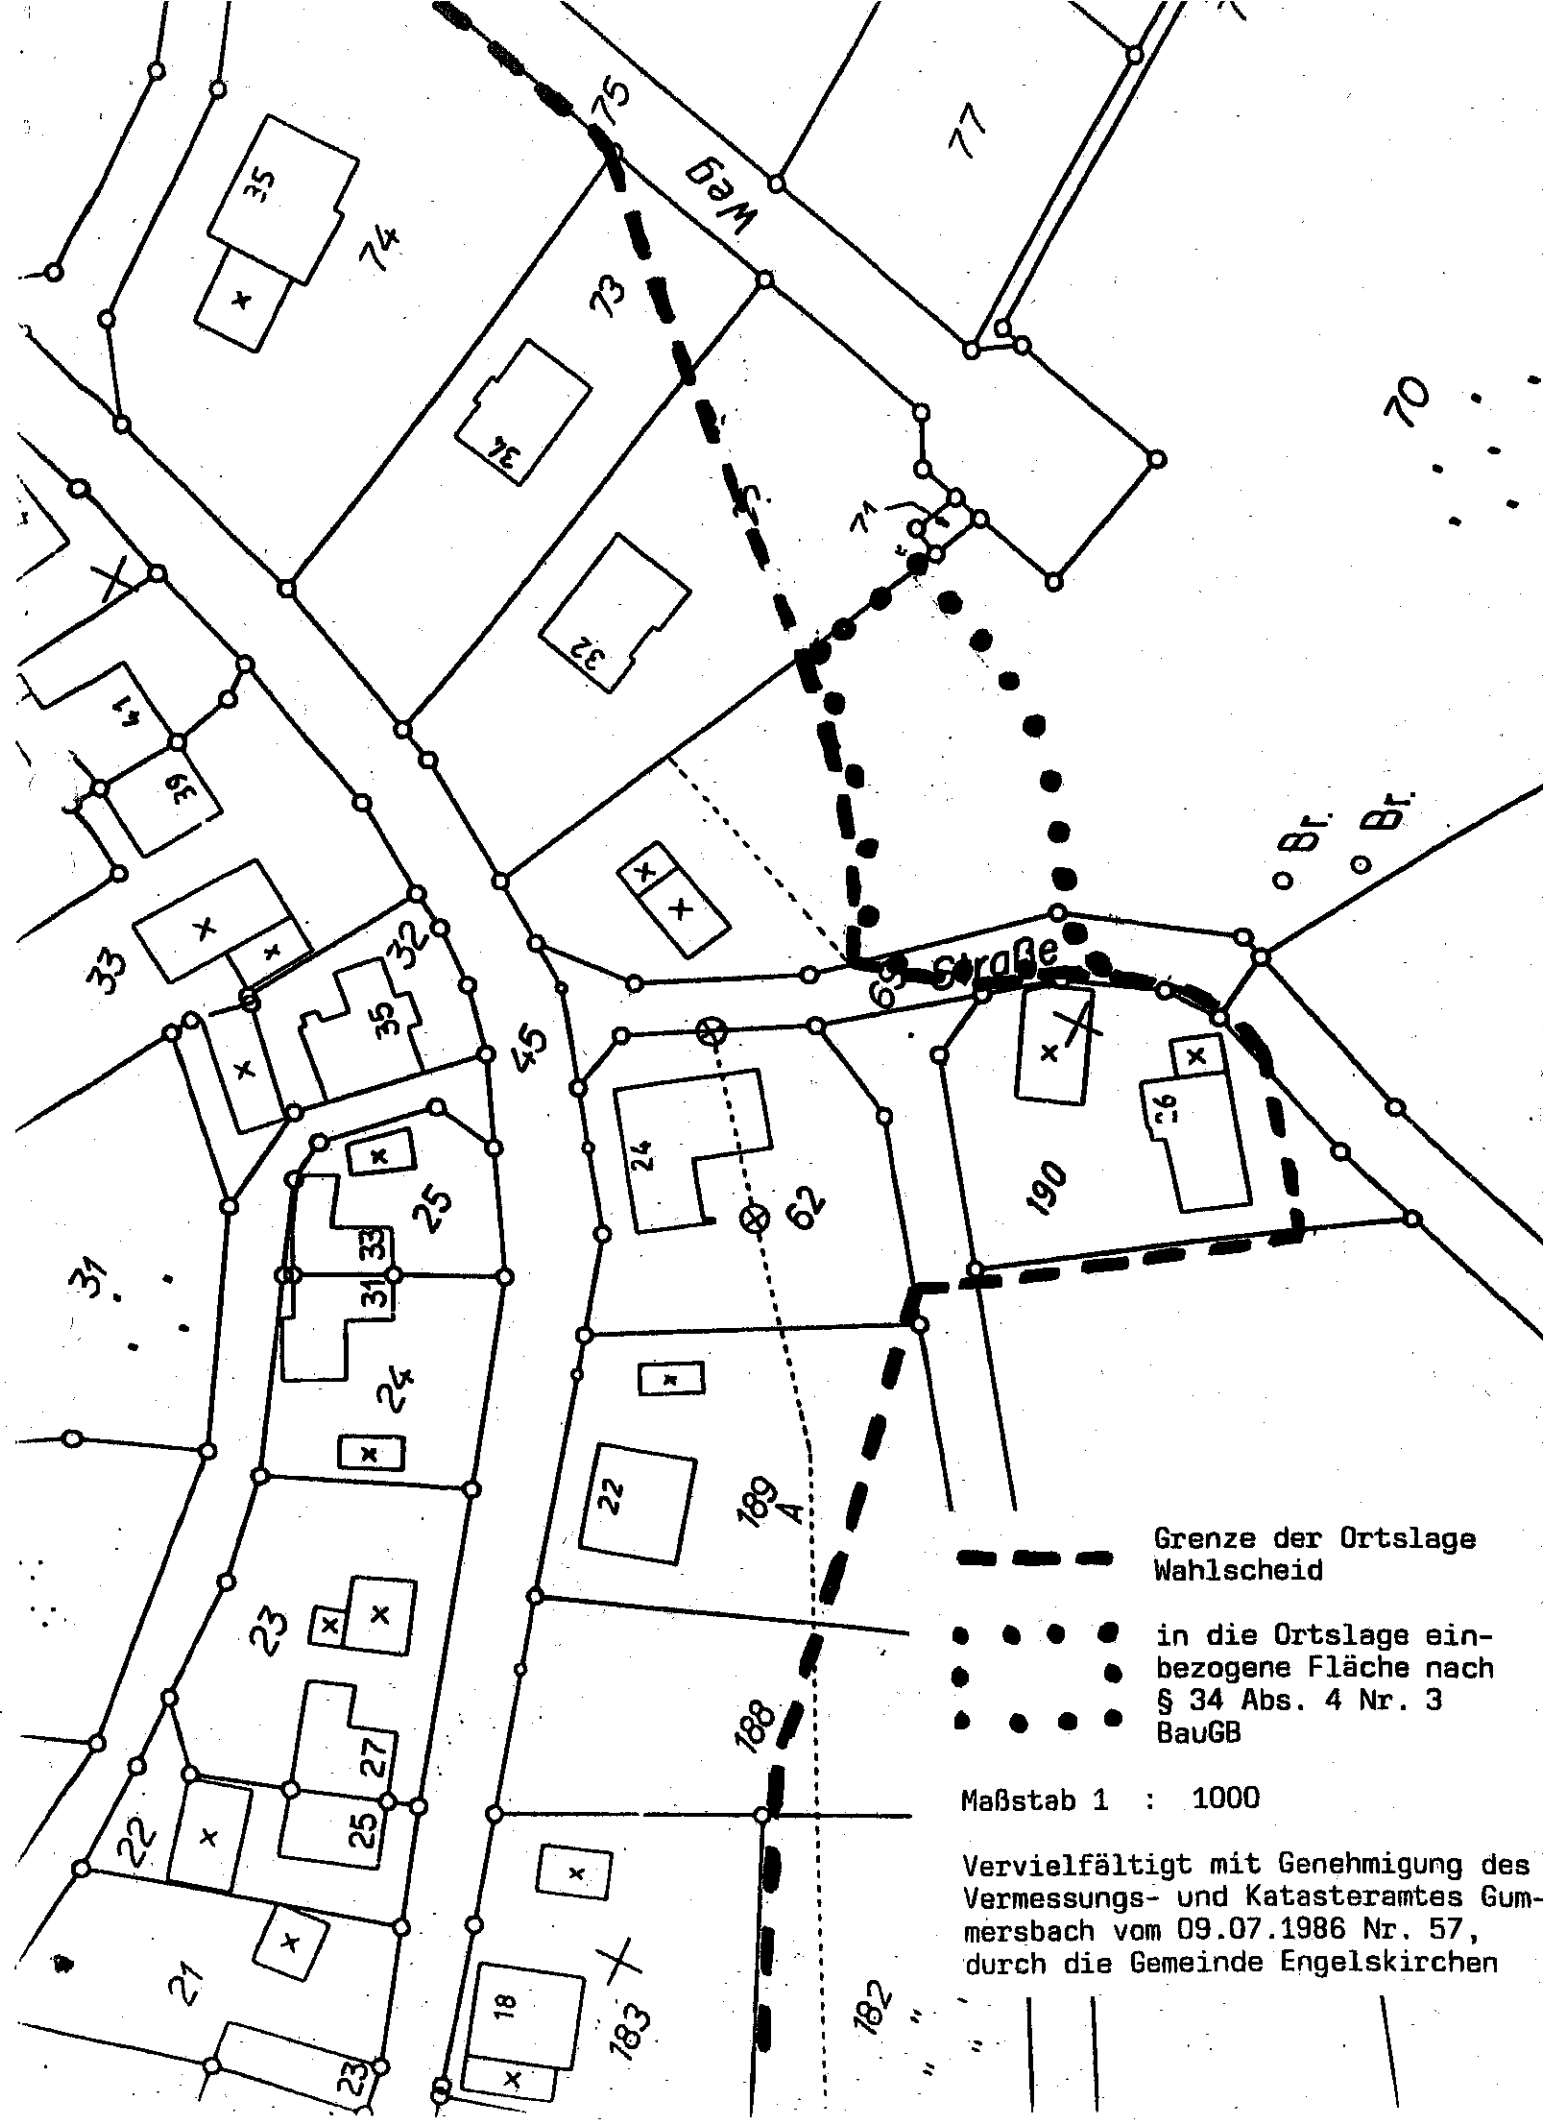 75
35
Weg
77
74
73
34
70
71
32
41
39
Br.
Br.
33
32
35
Straße
45
24
190
26
25
62
33
31
31
24
22
189
A
Grenze der Ortslage
Wahlscheid
23
in die Ortslage ein-
bezogene Fläche nach
§ 34 Abs. 4 Nr. 3
BauGB
188
27
25
22
Maßstab 1 : 1000
Vervielfältigt mit Genehmigung des
Vermessungs- und Katasteramtes Gum-
mersbach vom 09.07.1986 Nr. 57,
durch die Gemeinde Engelskirchen
21
18
183
182
23